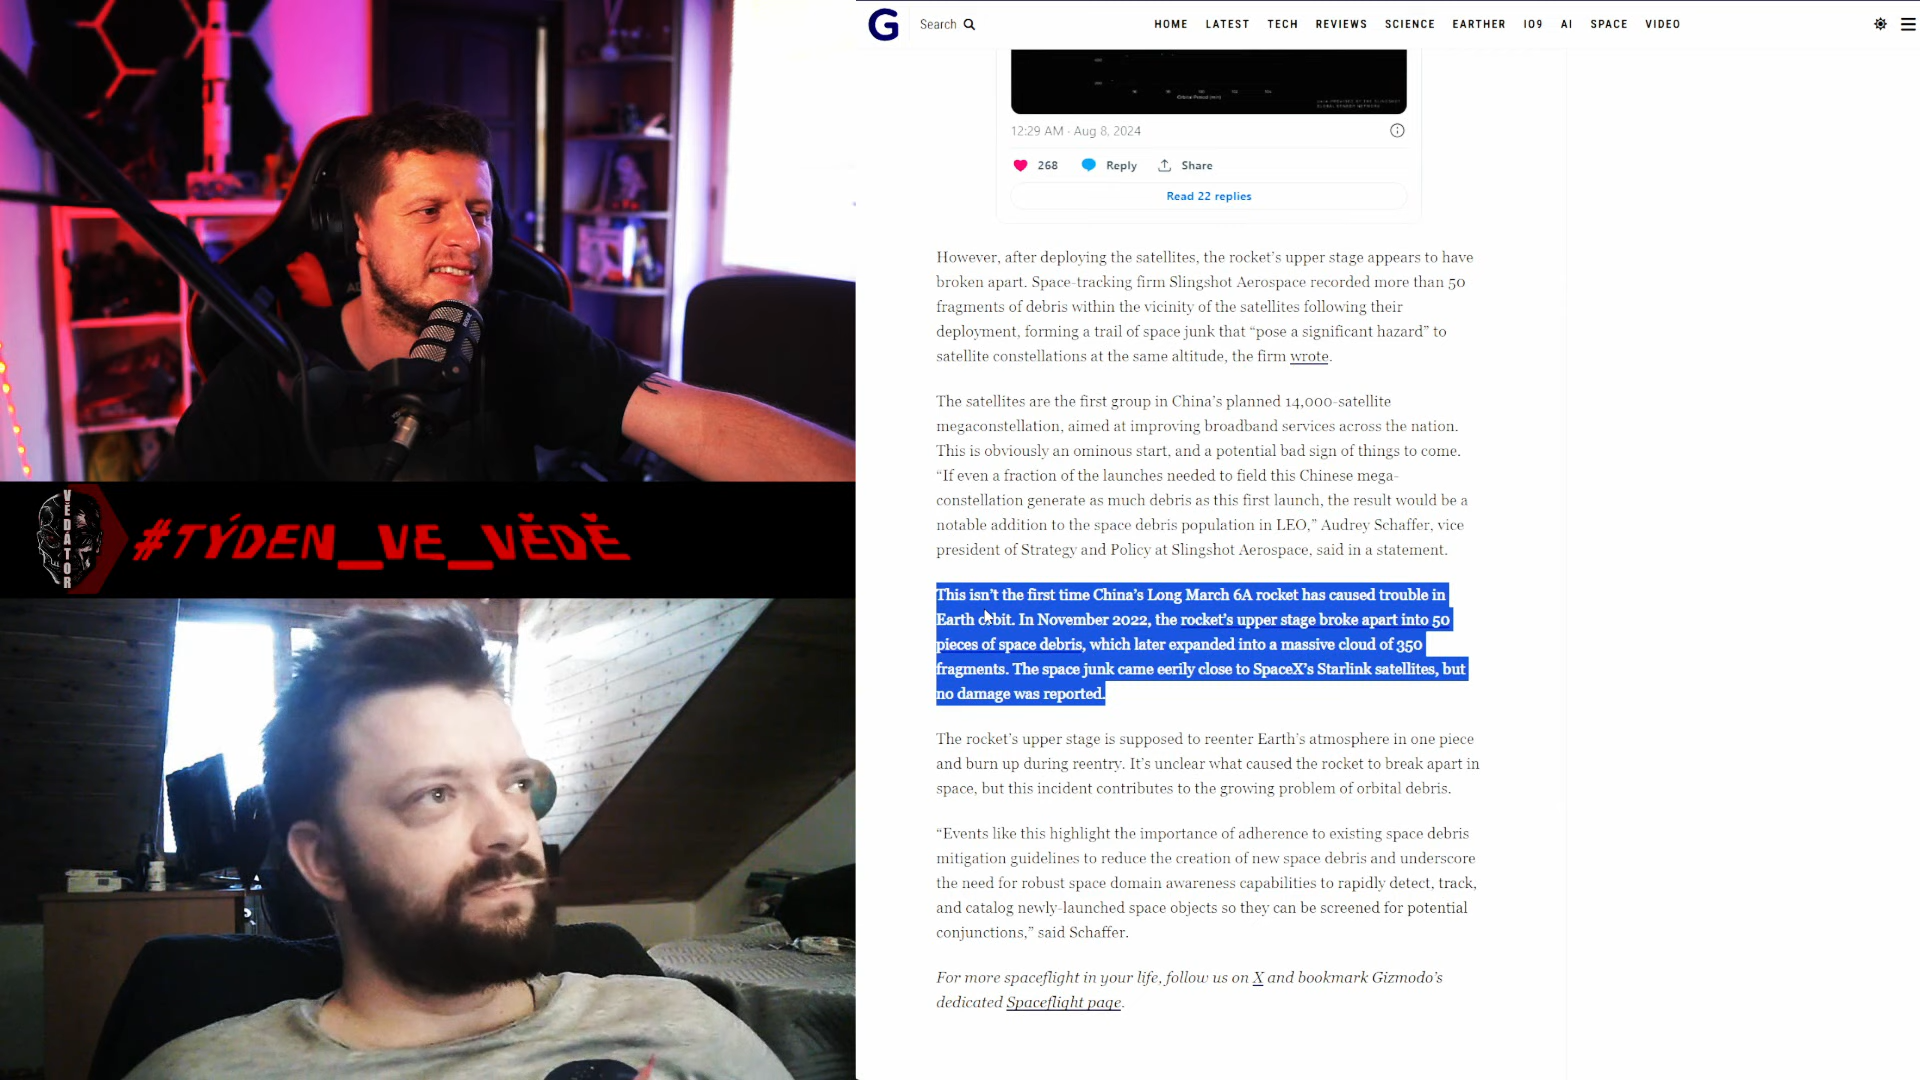 G Search HOME LATEST TECH REVIEWS SCIENCE EARTHER IO9 AI SPACE VIDEO
Orbital Period (min)
12:29 AM · Aug 8, 2024
268 Reply Share
Read 22 replies
However, after deploying the satellites, the rocket’s upper stage appears to have
broken apart. Space-tracking firm Slingshot Aerospace recorded more than 50
fragments of debris within the vicinity of the satellites following their
deployment, forming a trail of space junk that “pose a significant hazard” to
satellite constellations at the same altitude, the firm wrote.
The satellites are the first group in China’s planned 14,000-satellite
megaconstellation, aimed at improving broadband services across the nation.
This is obviously an ominous start, and a potential bad sign of things to come.
“If even a fraction of the launches needed to field this Chinese mega-
constellation generate as much debris as this first launch, the result would be a
notable addition to the space debris population in LEO,” Audrey Schaffer, vice
president of Strategy and Policy at Slingshot Aerospace, said in a statement.
This isn’t the first time China’s Long March 6A rocket has caused trouble in
Earth orbit. In November 2022, the rocket’s upper stage broke apart into 50
pieces of space debris, which later expanded into a massive cloud of 350
fragments. The space junk came eerily close to SpaceX’s Starlink satellites, but
no damage was reported.
The rocket’s upper stage is supposed to reenter Earth’s atmosphere in one piece
and burn up during reentry. It’s unclear what caused the rocket to break apart in
space, but this incident contributes to the growing problem of orbital debris.
“Events like this highlight the importance of adherence to existing space debris
mitigation guidelines to reduce the creation of new space debris and underscore
the need for robust space domain awareness capabilities to rapidly detect, track,
and catalog newly-launched space objects so they can be screened for potential
conjunctions,” said Schaffer.
For more spaceflight in your life, follow us on X and bookmark Gizmodo’s
dedicated Spaceflight page.
VĚDÁTOR
#TÝDEN_VE_VĚDĚ
RØDE